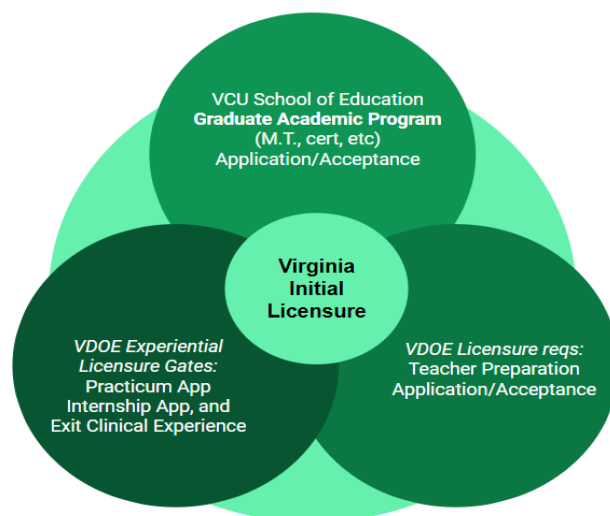 VCU School of Education
Graduate Academic Program
(M.T., cert, etc)
Application/Acceptance
Virginia
Initial
Licensure
VDOE Experiential
Licensure Gates:
Practicum App
Internship App, and
Exit Clinical Experience
VDOE Licensure reqs:
Teacher Preparation
Application/Acceptance